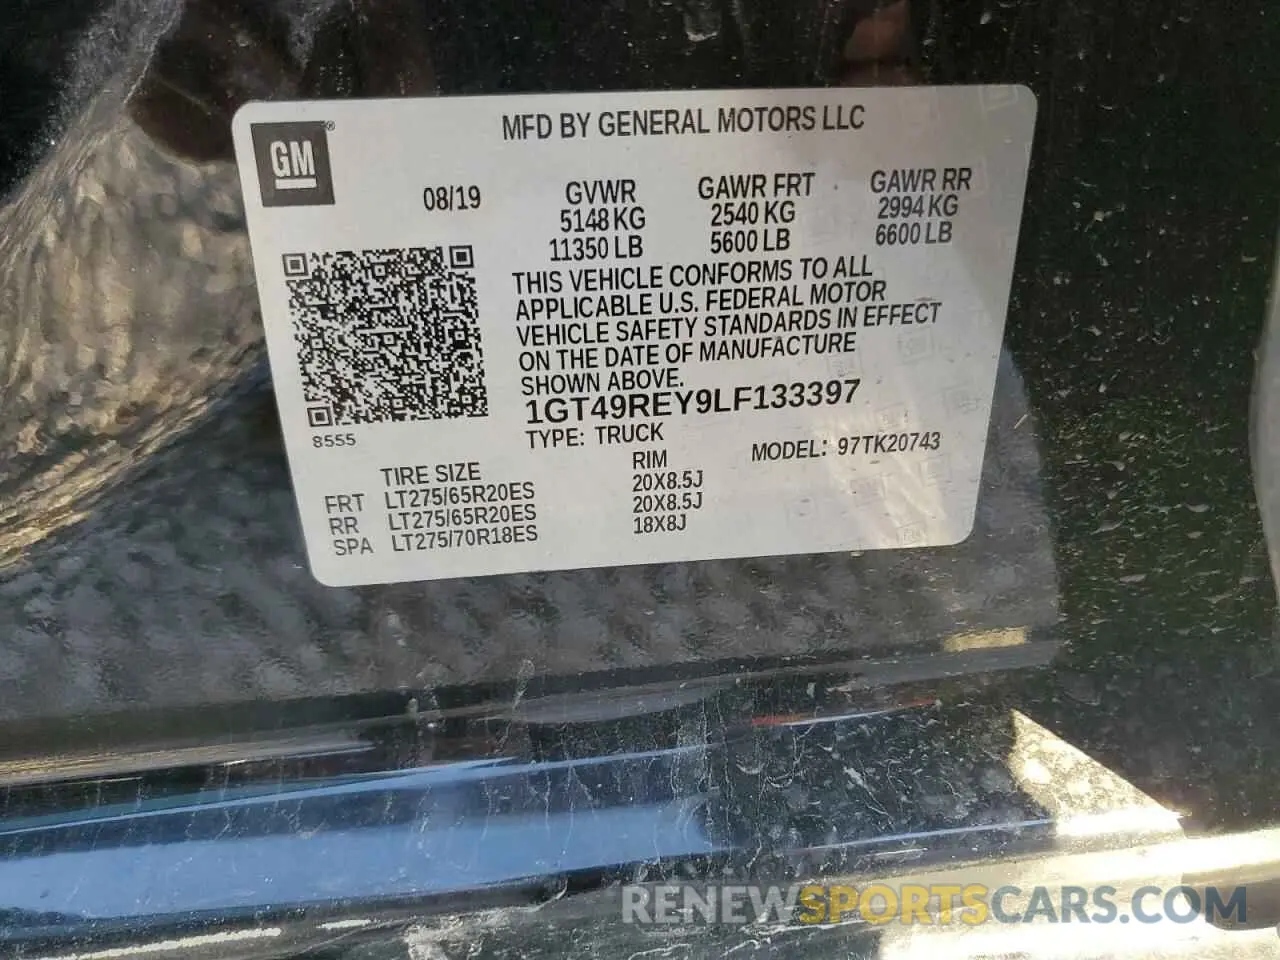 MFD BY GENERAL MOTORS LLC
GM®
08/19
GVWR
5148 KG
11350 LB
GAWR FRT
2540 KG
5600 LB
GAWR RR
2994 KG
6600 LB
THIS VEHICLE CONFORMS TO ALL
APPLICABLE U.S. FEDERAL MOTOR
VEHICLE SAFETY STANDARDS IN EFFECT
ON THE DATE OF MANUFACTURE
SHOWN ABOVE.
1GT49REY9LF133397
8555
TYPE: TRUCK
MODEL: 97TK20743
TIRE SIZE RIM
FRT LT275/65R20ES 20X8.5J
RR LT275/65R20ES 20X8.5J
SPA LT275/70R18ES 18X8J
RENEWSPORTSCARS.COM